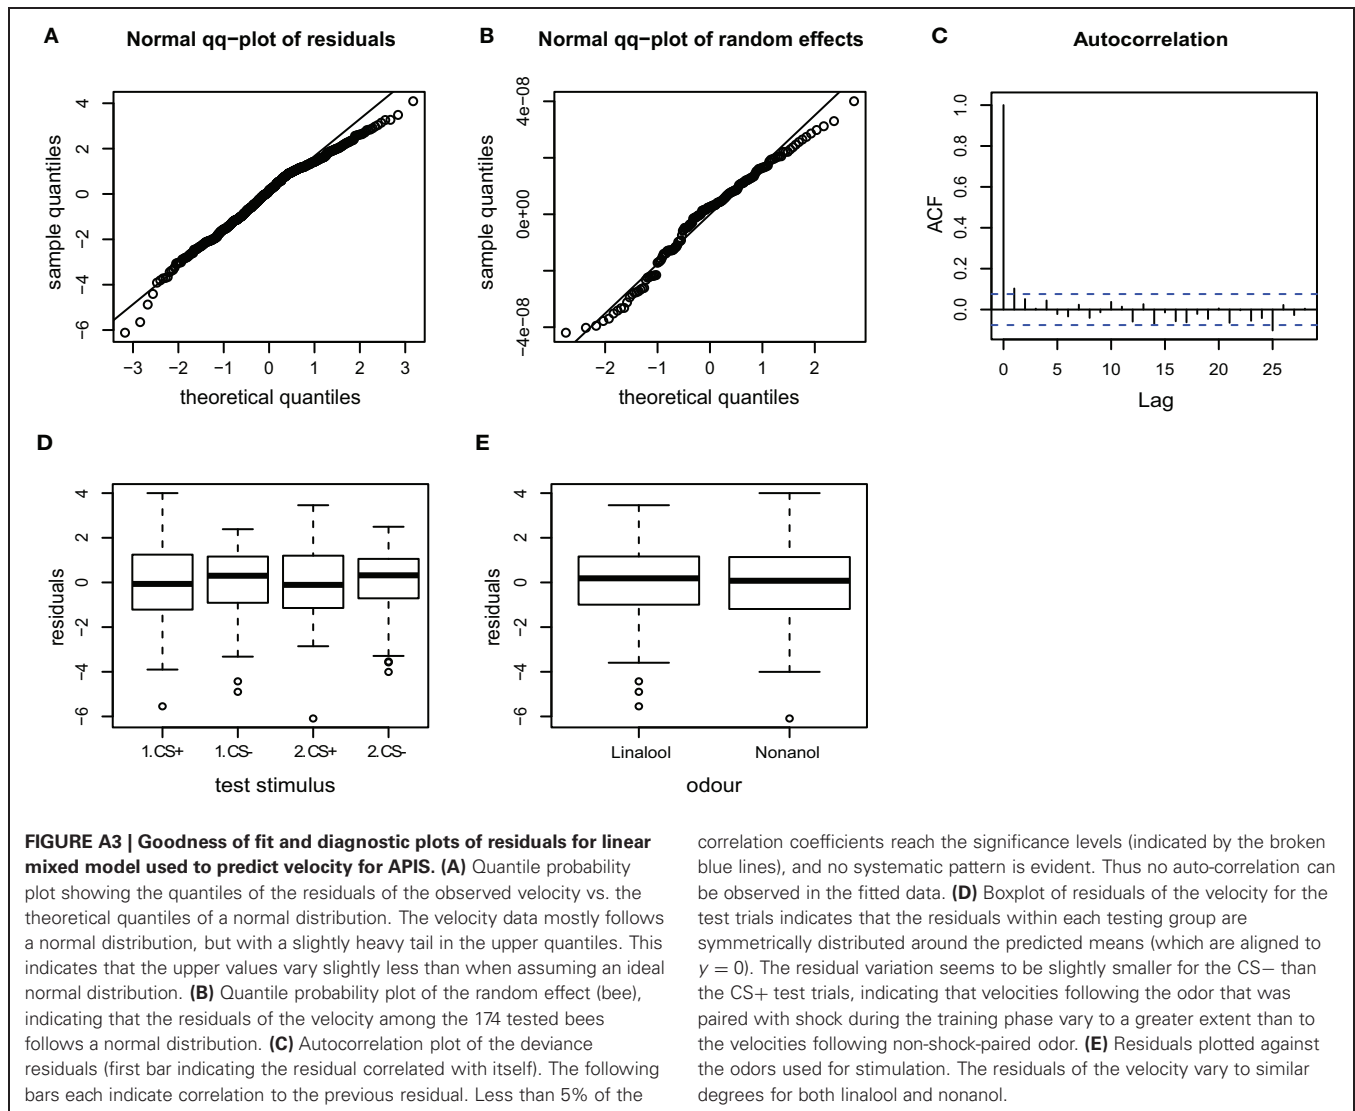 A
Normal qq−plot of residuals
sample quantiles
4
2
0
−2
−4
−6
−3 −2 −1 0 1 2 3
theoretical quantiles
B
Normal qq−plot of random effects
sample quantiles
4e−08
0e+00
−4e−08
−2 −1 0 1 2
theoretical quantiles
C
Autocorrelation
ACF
1.0
0.8
0.6
0.4
0.2
0.0
0 5 10 15 20 25
Lag
D
residuals
4
2
0
−2
−4
−6
1.CS+ 1.CS- 2.CS+ 2.CS-
test stimulus
E
residuals
4
2
0
−2
−4
−6
Linalool Nonanol
odour
FIGURE A3 | Goodness of fit and diagnostic plots of residuals for linear
mixed model used to predict velocity for APIS. (A) Quantile probability
plot showing the quantiles of the residuals of the observed velocity vs. the
theoretical quantiles of a normal distribution. The velocity data mostly follows
a normal distribution, but with a slightly heavy tail in the upper quantiles. This
indicates that the upper values vary slightly less than when assuming an ideal
normal distribution. (B) Quantile probability plot of the random effect (bee),
indicating that the residuals of the velocity among the 174 tested bees
follows a normal distribution. (C) Autocorrelation plot of the deviance
residuals (first bar indicating the residual correlated with itself). The following
bars each indicate correlation to the previous residual. Less than 5% of the
correlation coefficients reach the significance levels (indicated by the broken
blue lines), and no systematic pattern is evident. Thus no auto-correlation can
be observed in the fitted data. (D) Boxplot of residuals of the velocity for the
test trials indicates that the residuals within each testing group are
symmetrically distributed around the predicted means (which are aligned to
y = 0). The residual variation seems to be slightly smaller for the CS− than
the CS+ test trials, indicating that velocities following the odor that was
paired with shock during the training phase vary to a greater extent than to
the velocities following non-shock-paired odor. (E) Residuals plotted against
the odors used for stimulation. The residuals of the velocity vary to similar
degrees for both linalool and nonanol.